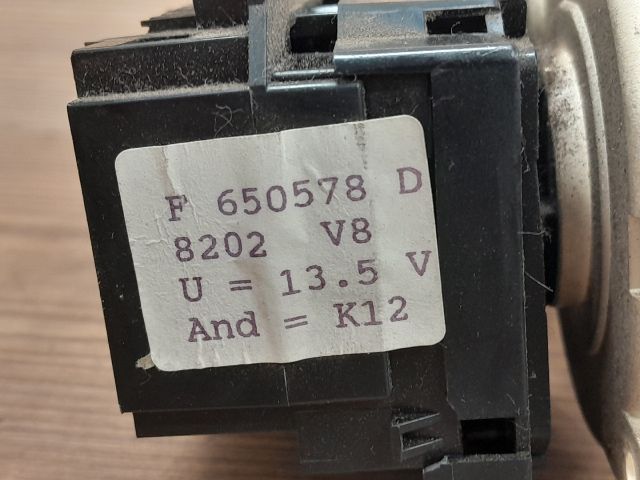 F 650578 D
8202 V8
U = 13.5 V
And = K12